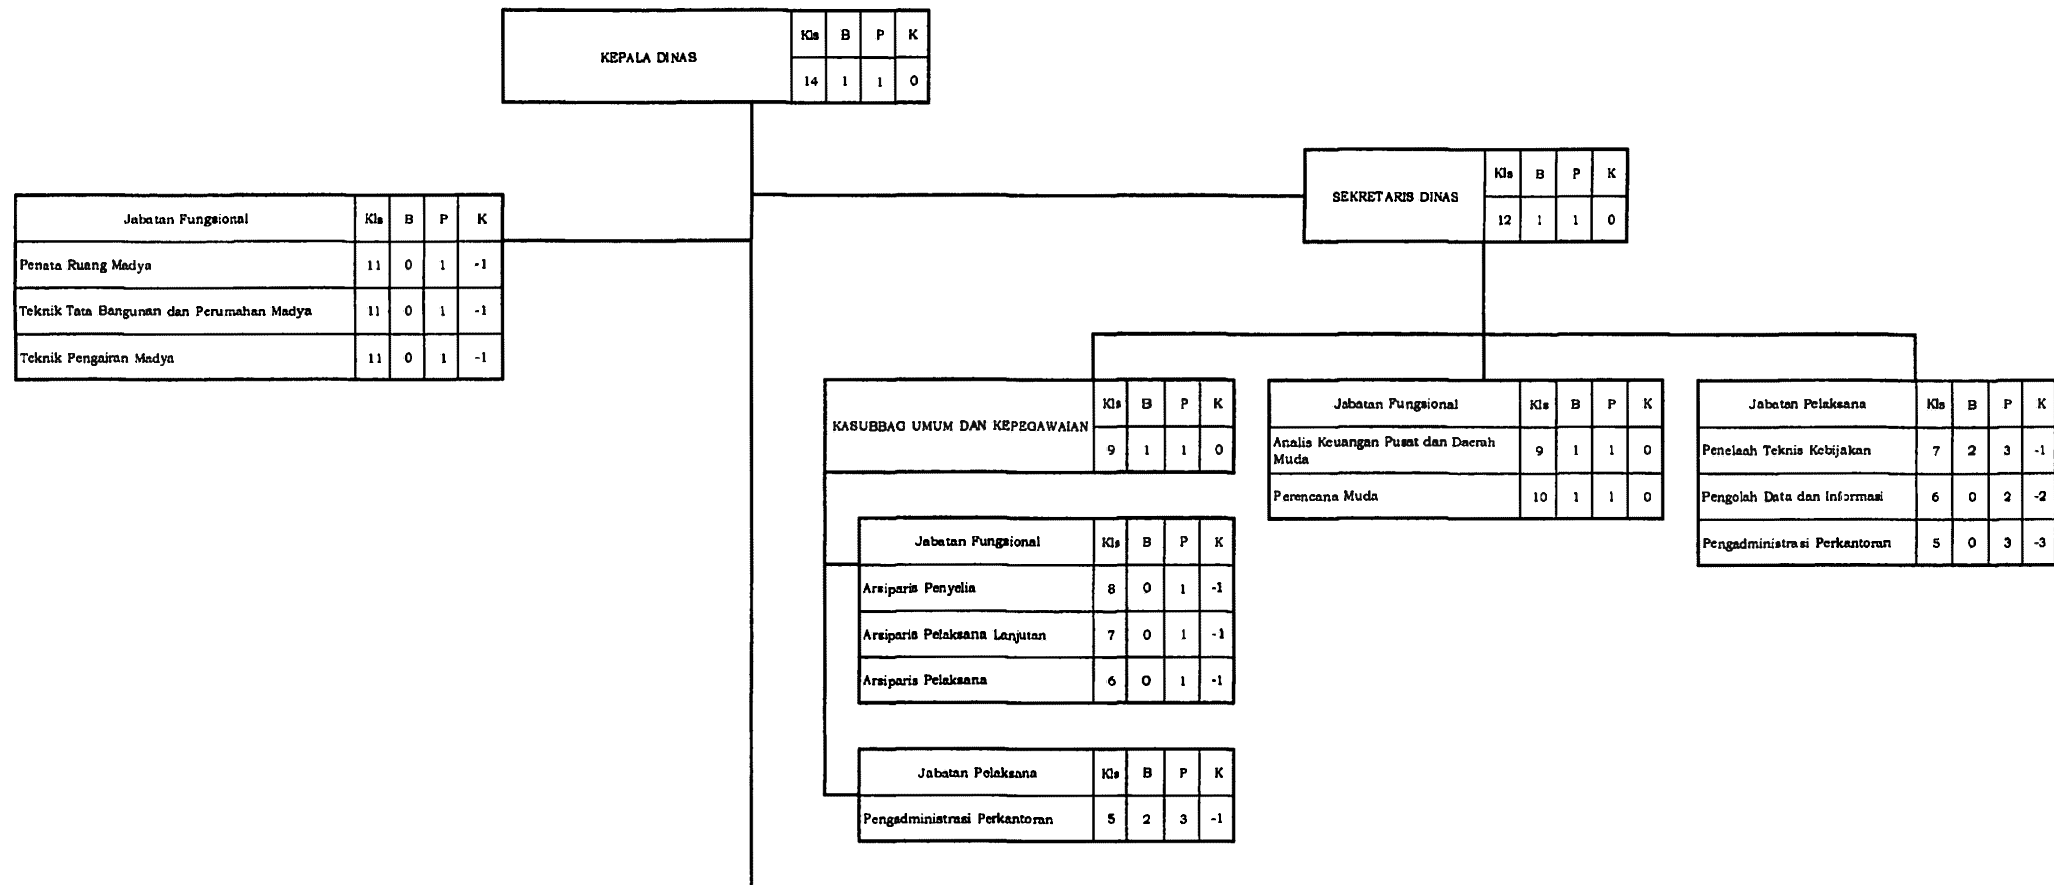 KEPALA DINAS Kls B P K
14 1 1 0
SEKRETARIS DINAS Kls B P K
12 1 1 0
Jabatan Fungsional Kls B P K
Penata Ruang Madya 11 0 1 -1
Teknik Tata Bangunan dan Perumahan Madya 11 0 1 -1
Teknik Pengairan Madya 11 0 1 -1
KASUBBAG UMUM DAN KEPEGAWAIAN Kls B P K
9 1 1 0
Jabatan Fungsional Kls B P K
Arsiparis Penyelia 8 0 1 -1
Arsiparis Pelaksana Lanjutan 7 0 1 -1
Arsiparis Pelaksana 6 0 1 -1
Jabatan Pelaksana Kls B P K
Pengadministrasi Perkantoran 5 2 3 -1
Jabatan Fungsional Kls B P K
Analis Keuangan Pusat dan Daerah
Muda 9 1 1 0
Perencana Muda 10 1 1 0
Jabatan Pelaksana Kls B P K
Penelaah Teknis Kebijakan 7 2 3 -1
Pengolah Data dan Informasi 6 0 2 -2
Pengadministrasi Perkantoran 5 0 3 -3